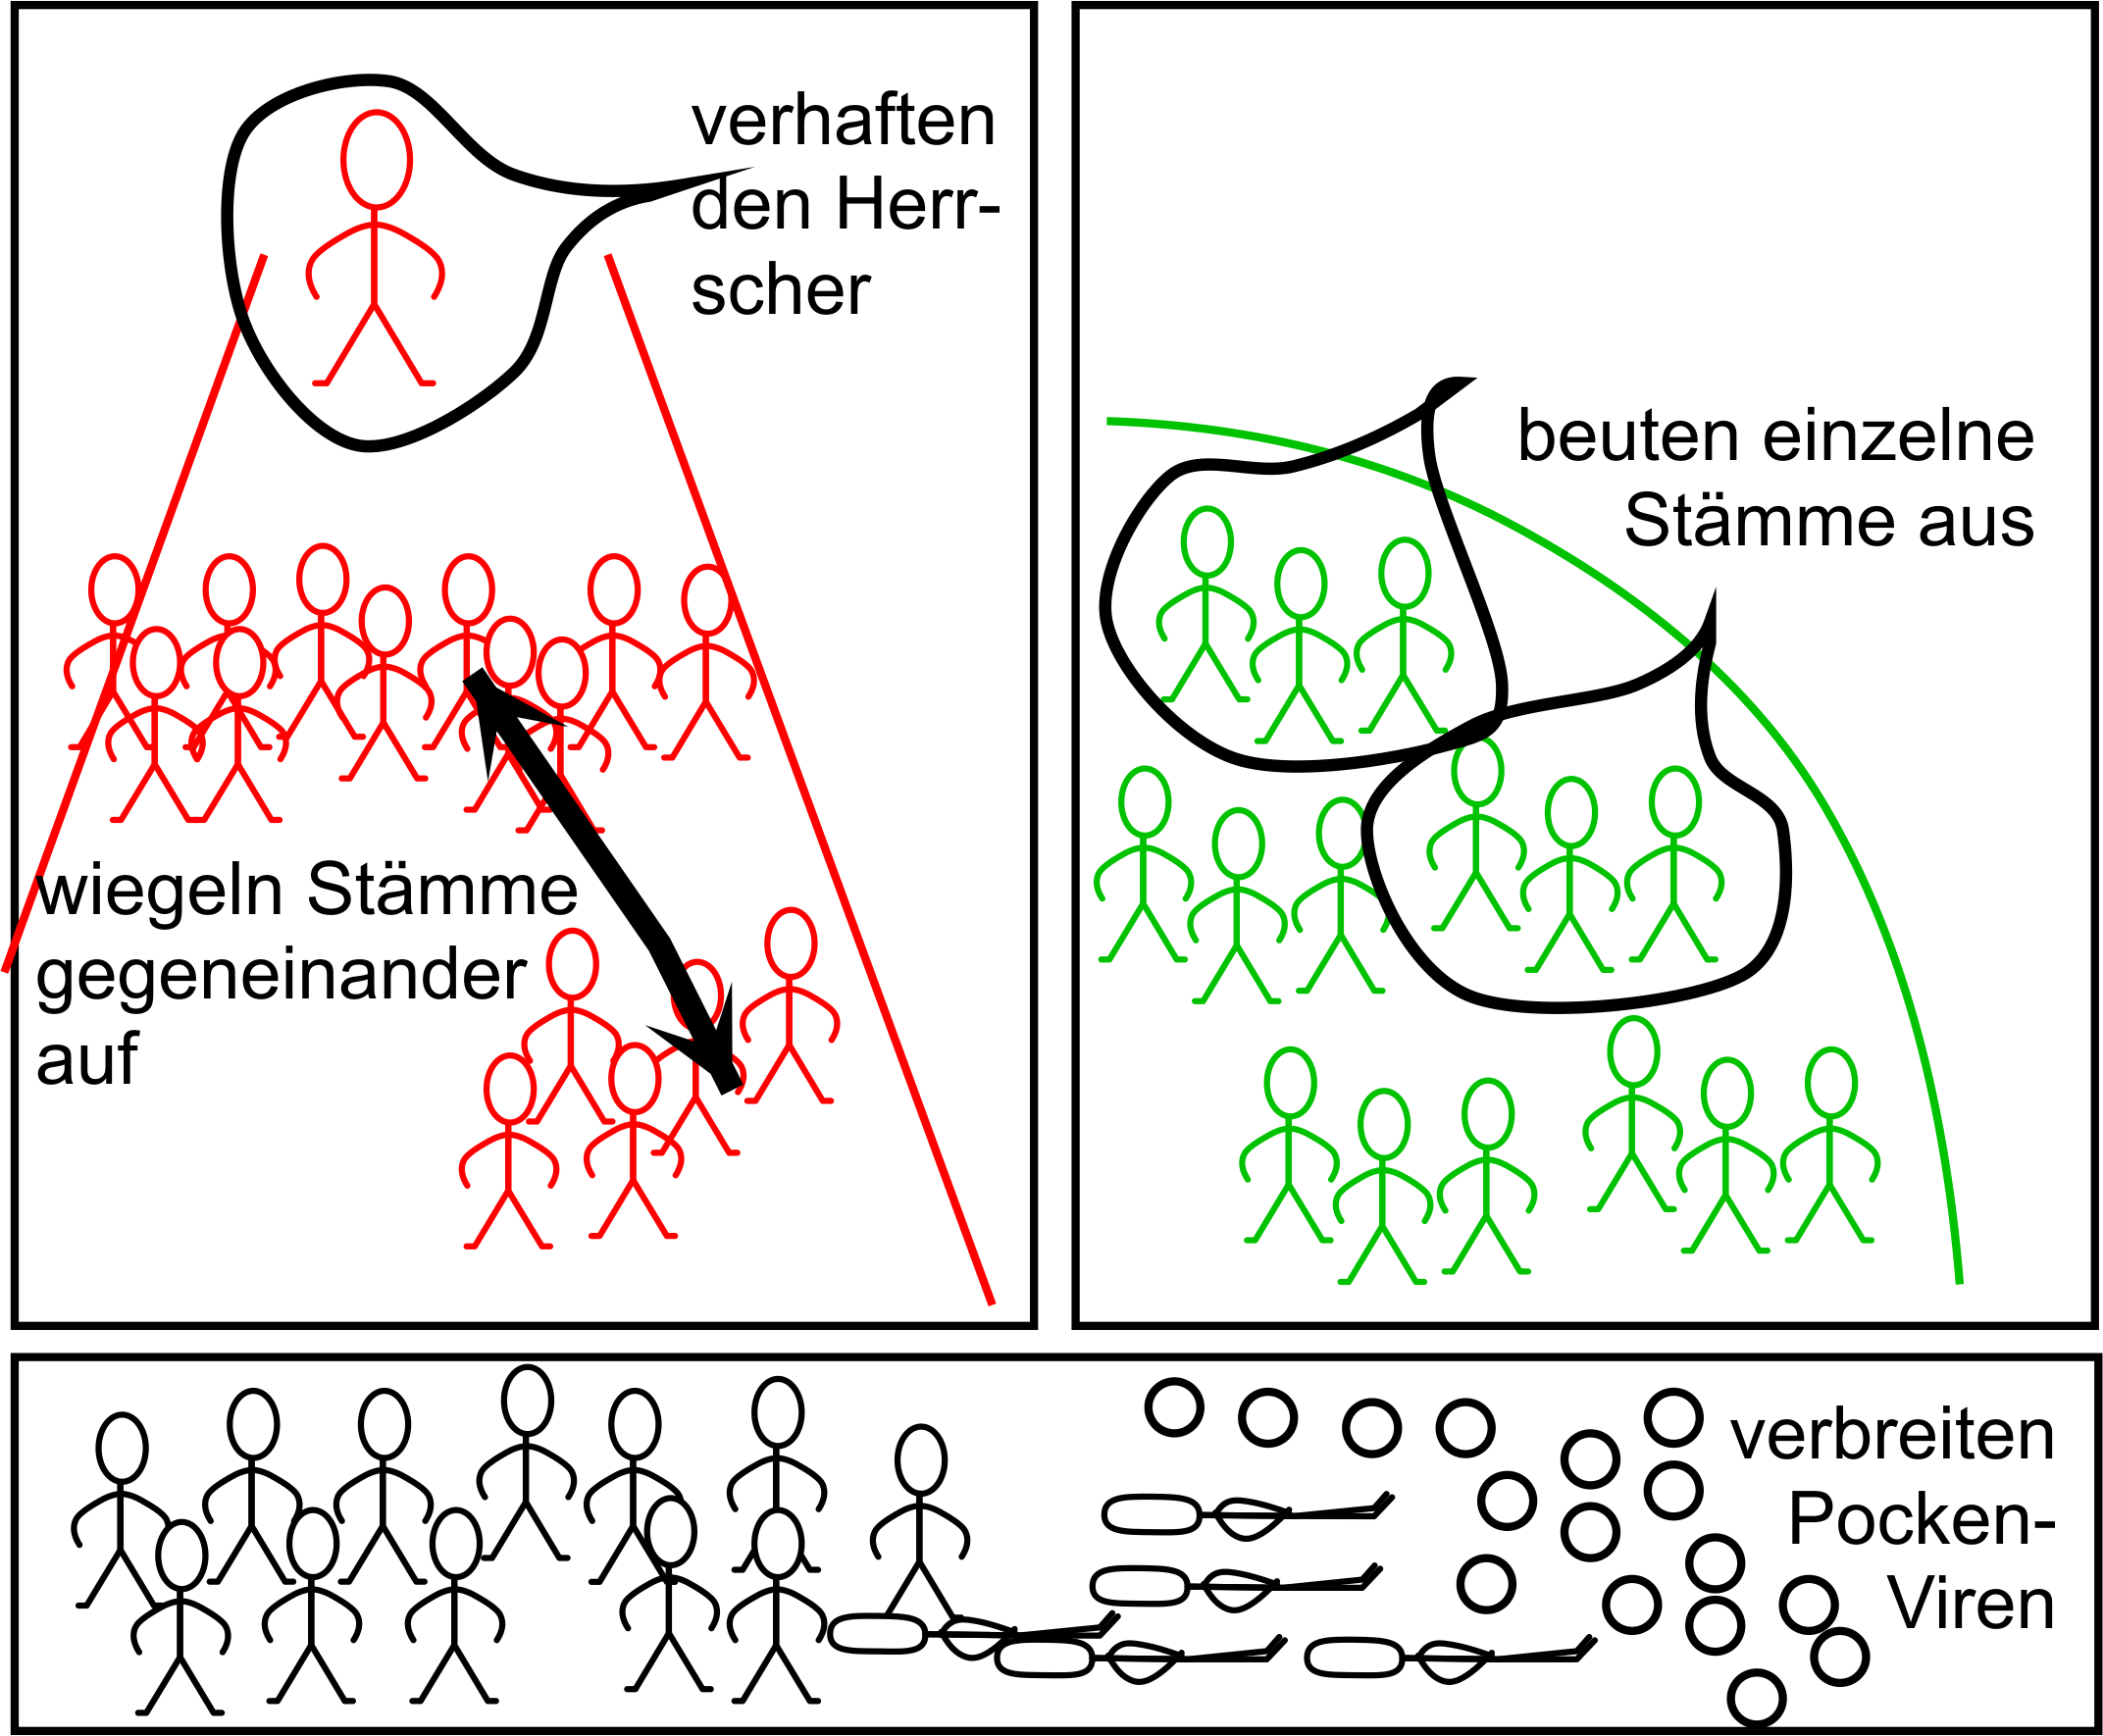 verhaften
den Herr-
scher
wiegeln Stämme
gegeneinander
auf
beuten einzelne
Stämme aus
verbreiten
Pocken-
Viren